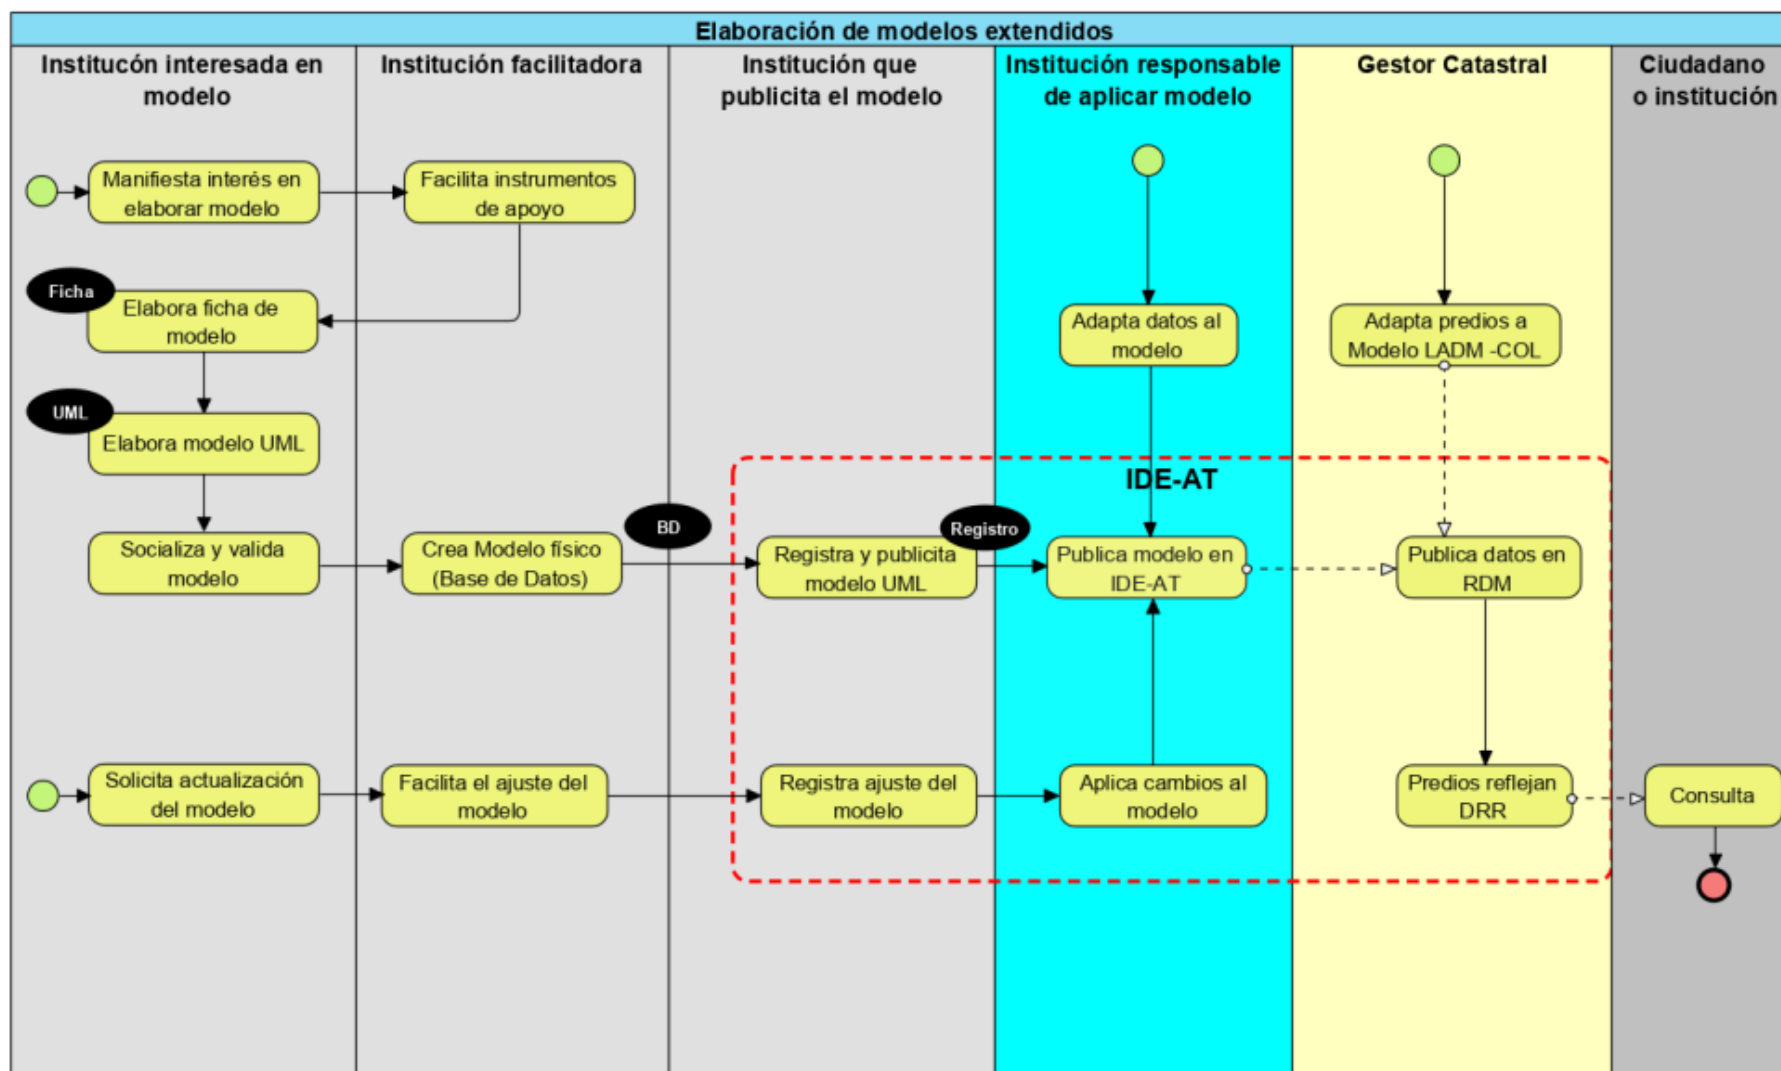 Elaboración de modelos extendidos
Institucón interesada en
modelo
Institución facilitadora
Institución que
publicita el modelo
Institución responsable
de aplicar modelo
Gestor Catastral
Ciudadano
o institución
Manifiesta interés en
elaborar modelo
Facilita instrumentos
de apoyo
Ficha
Elabora ficha de
modelo
Adapta datos al
modelo
Adapta predios a
Modelo LADM -COL
UML
Elabora modelo UML
IDE-AT
Socializa y valida
modelo
Crea Modelo físico
(Base de Datos)
BD
Registra y publicita
modelo UML
Registro
Publica modelo en
IDE-AT
Publica datos en
RDM
Solicita actualización
del modelo
Facilita el ajuste del
modelo
Registra ajuste del
modelo
Aplica cambios al
modelo
Predios reflejan
DRR
Consulta